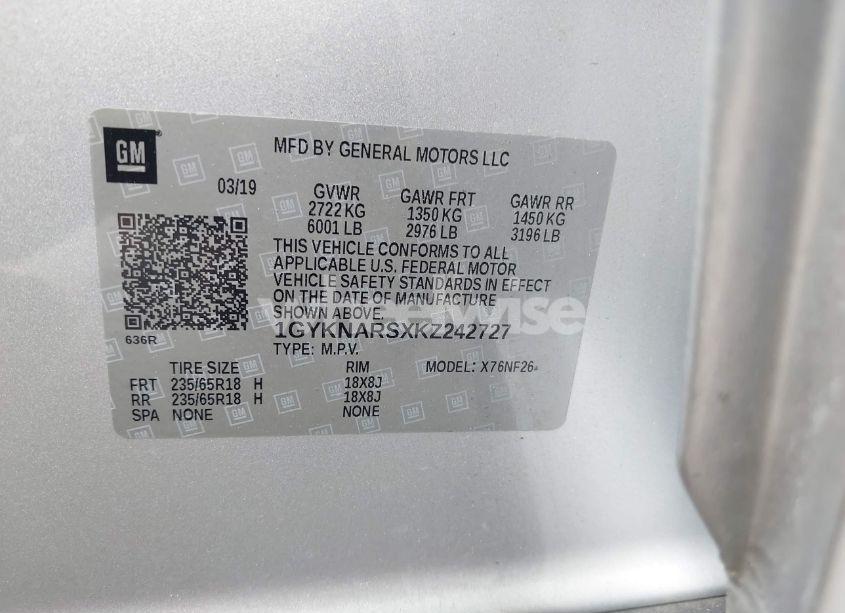 GM
MFD BY GENERAL MOTORS LLC
03/19 GVWR GAWR FRT GAWR RR
2722 KG 1350 KG 1450 KG
6001 LB 2976 LB 3196 LB
THIS VEHICLE CONFORMS TO ALL
APPLICABLE U.S. FEDERAL MOTOR
VEHICLE SAFETY STANDARDS IN EFFECT
ON THE DATE OF MANUFACTURE
SHOWN ABOVE.
1GYKNARSXKZ242727
636R
TYPE: M.P.V. MODEL: X76NF26
TIRE SIZE RIM
FRT 235/65R18 H 18X8J
RR 235/65R18 H 18X8J
SPA NONE NONE